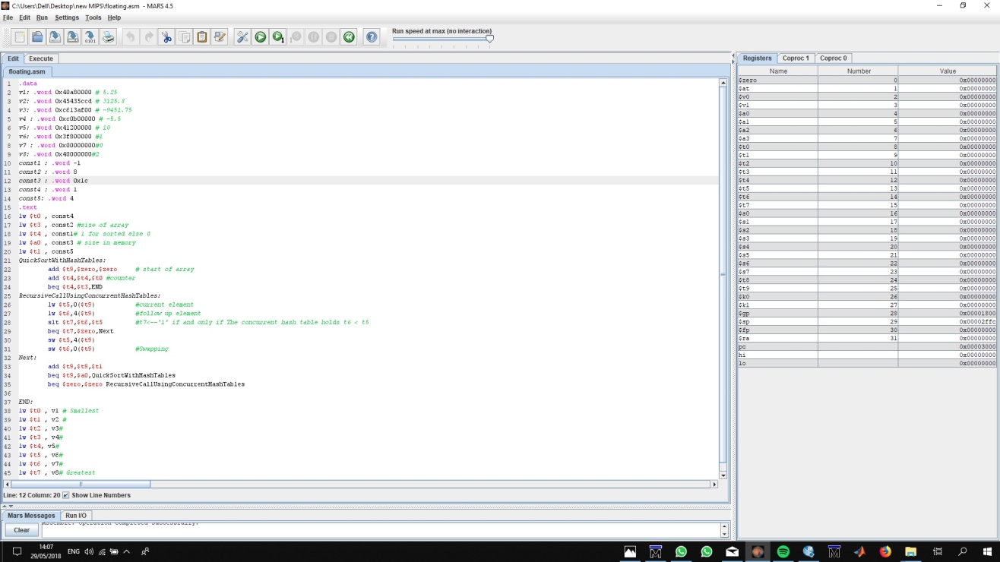 C:\Users\Dell\Desktop\new MIPS\floating.asm - MARS 4.5
File Edit Run Settings Tools Help
Run speed at max (no interaction)
Edit Execute
floating.asm
1 .data
2 v1: .word 0x40a80000 # 5.25
3 v2: .word 0x45435ccd # 3125.8
4 v3: .word 0xc613af00 # -9451.75
5 v4 : .word 0xc0b00000 # -5.5
6 v5: .word 0x41200000 # 10
7 v6: .word 0x3f800000 #1
8 v7 : .word 0x00000000#0
9 v8: .word 0x40000000#2
10 const1 : .word -1
11 const2 : .word 8
12 const3 : .word 0x1c
13 const4 : .word 1
14 const5: .word 4
15 .text
16 lw $t0 , const4
17 lw $t3 , const2 #size of array
18 lw $t4 , const1# 1 for sorted else 0
19 lw $a0 , const3 # size in memory
20 lw $t1 , const5
21 QuickSortWithHashTables:
22 add $t9,$zero,$zero # start of array
23 add $t4,$t4,$t0 #counter
24 beq $t4,$t3,END
25 RecursiveCallUsingConcurrentHashTables:
26 lw $t5,0($t9) #current element
27 lw $t6,4($t9) #follow up element
28 slt $t7,$t6,$t5 #t7<--'1' if and only if The concurrent hash table holds t6 < t5
29 beq $t7,$zero,Next
30 sw $t5,4($t9)
31 sw $t6,0($t9) #Swapping
32 Next:
33 add $t9,$t9,$t1
34 beq $t9,$a0,QuickSortWithHashTables
35 beq $zero,$zero RecursiveCallUsingConcurrentHashTables
36
37 END:
38 lw $t0 , v1 # Smallest
39 lw $t1 , v2 #
40 lw $t2 , v3#
41 lw $t3 , v4#
42 lw $t4, v5#
43 lw $t5 , v6#
44 lw $t6 , v7#
45 lw $t7 , v8# Greatest
Line: 12 Column: 20 Show Line Numbers
Mars Messages Run I/O
Clear
Assemble: operation completed successfully.
Registers Coproc 1 Coproc 0
Name Number Value
$zero 0 0x00000000
$at 1 0x00000000
$v0 2 0x00000000
$v1 3 0x00000000
$a0 4 0x00000000
$a1 5 0x00000000
$a2 6 0x00000000
$a3 7 0x00000000
$t0 8 0x00000000
$t1 9 0x00000000
$t2 10 0x00000000
$t3 11 0x00000000
$t4 12 0x00000000
$t5 13 0x00000000
$t6 14 0x00000000
$t7 15 0x00000000
$s0 16 0x00000000
$s1 17 0x00000000
$s2 18 0x00000000
$s3 19 0x00000000
$s4 20 0x00000000
$s5 21 0x00000000
$s6 22 0x00000000
$s7 23 0x00000000
$t8 24 0x00000000
$t9 25 0x00000000
$k0 26 0x00000000
$k1 27 0x00000000
$gp 28 0x00001800
$sp 29 0x00002ffc
$fp 30 0x00000000
$ra 31 0x00000000
pc 0x00003000
hi 0x00000000
lo 0x00000000
14:07
29/05/2018
ENG